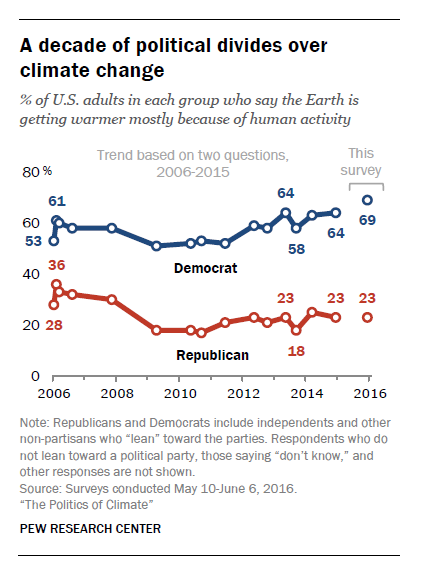 A decade of political divides over
climate change
% of U.S. adults in each group who say the Earth is
getting warmer mostly because of human activity
Trend based on two questions,
2006-2015
This
survey
80 %
60
40
20
0
61
53
64
58
64
69
Democrat
36
28
23
18
23
23
Republican
2006
2008
2010
2012
2014
2016
Note: Republicans and Democrats include independents and other
non-partisans who “lean” toward the parties. Respondents who do
not lean toward a political party, those saying “don’t know,” and
other responses are not shown.
Source: Surveys conducted May 10-June 6, 2016.
“The Politics of Climate”
PEW RESEARCH CENTER